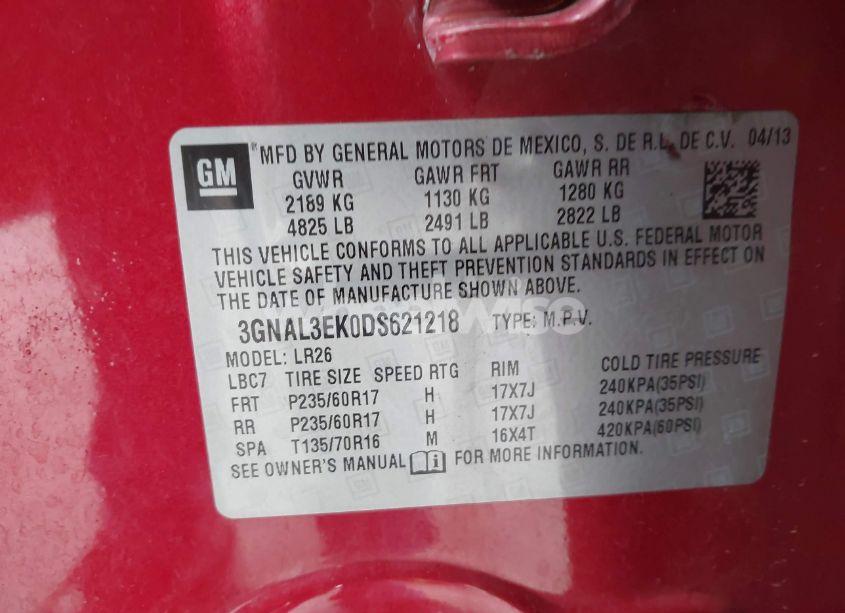 GM ® MFD BY GENERAL MOTORS DE MEXICO, S. DE R.L. DE C.V. 04/13
GVWR GAWR FRT GAWR RR
2189 KG 1130 KG 1280 KG
4825 LB 2491 LB 2822 LB
THIS VEHICLE CONFORMS TO ALL APPLICABLE U.S. FEDERAL MOTOR
VEHICLE SAFETY AND THEFT PREVENTION STANDARDS IN EFFECT ON
THE DATE OF MANUFACTURE SHOWN ABOVE.
3GNAL3EK0DS621218 TYPE: M.P.V.
MODEL: LR26
LBC7 TIRE SIZE SPEED RTG RIM COLD TIRE PRESSURE
FRT P235/60R17 H 17X7J 240KPA(35PSI)
RR P235/60R17 H 17X7J 240KPA(35PSI)
SPA T135/70R16 M 16X4T 420KPA(60PSI)
SEE OWNER'S MANUAL FOR MORE INFORMATION.